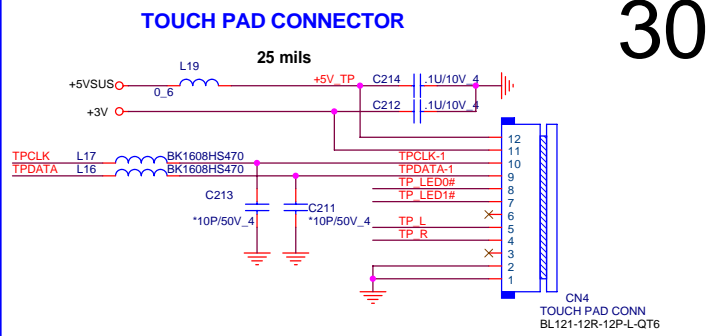 TOUCH PAD CONNECTOR
30
25 mils
L19
+5VSUS
0_6
+5V_TP
C214
.1U/10V_4
+3V
C212
.1U/10V_4
12
11
TPCLK
L17
BK1608HS470
TPCLK-1
10
TPDATA
L16
BK1608HS470
TPDATA-1
9
TP_LED0#
8
TP_LED1#
7
C213
C211
6
*10P/50V_4
*10P/50V_4
TP_L
5
TP_R
4
3
2
1
CN4
TOUCH PAD CONN
BL121-12R-12P-L-QT6